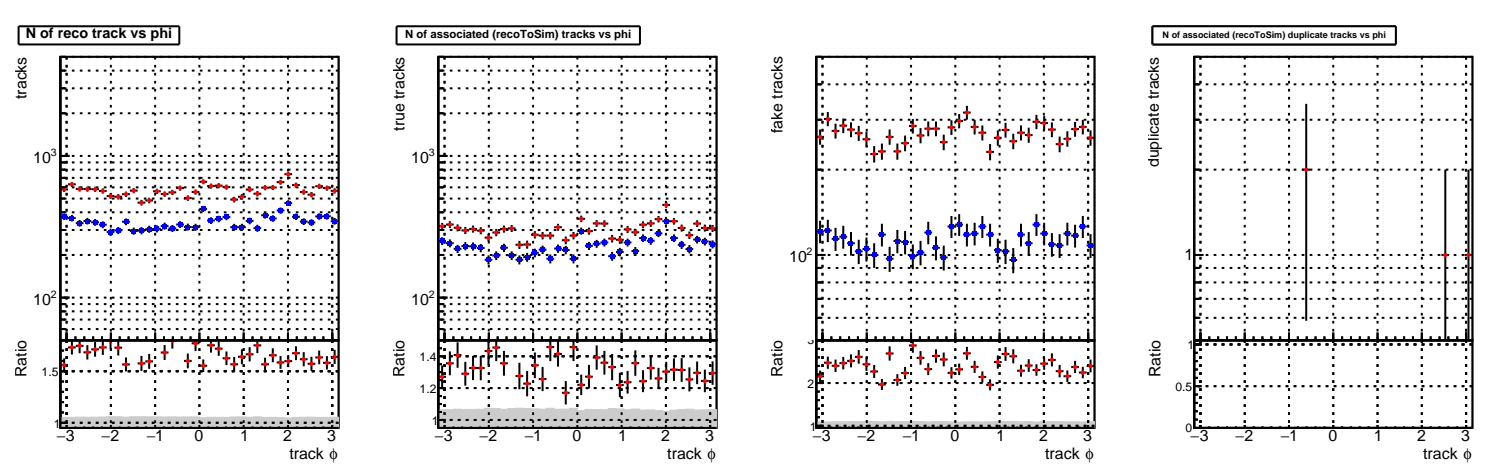 N of reco track vs phi
tracks
10³
10²
Ratio
1.5
1
−3 −2 −1 0 1 2 3
track ϕ
N of associated (recoToSim) tracks vs phi
true tracks
10³
10²
Ratio
1.4
1.2
1
−3 −2 −1 0 1 2 3
track ϕ
fake tracks
10²
Ratio
3
2
1
−3 −2 −1 0 1 2 3
track ϕ
N of associated (recoToSim) duplicate tracks vs phi
duplicate tracks
1
Ratio
1
0.5
0
−3 −2 −1 0 1 2 3
track ϕ